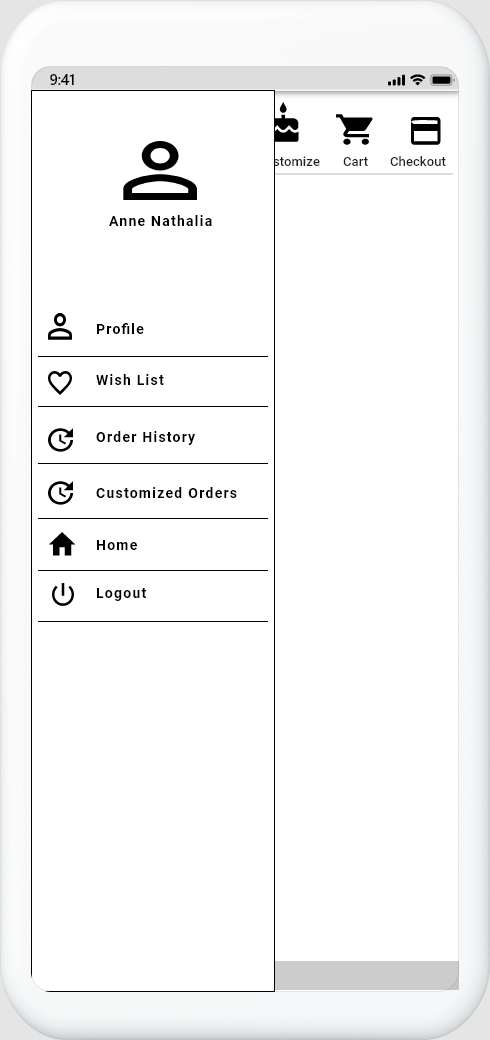 9:41
stomize Cart Checkout
Anne Nathalia
Profile
Wish List
Order History
Customized Orders
Home
Logout